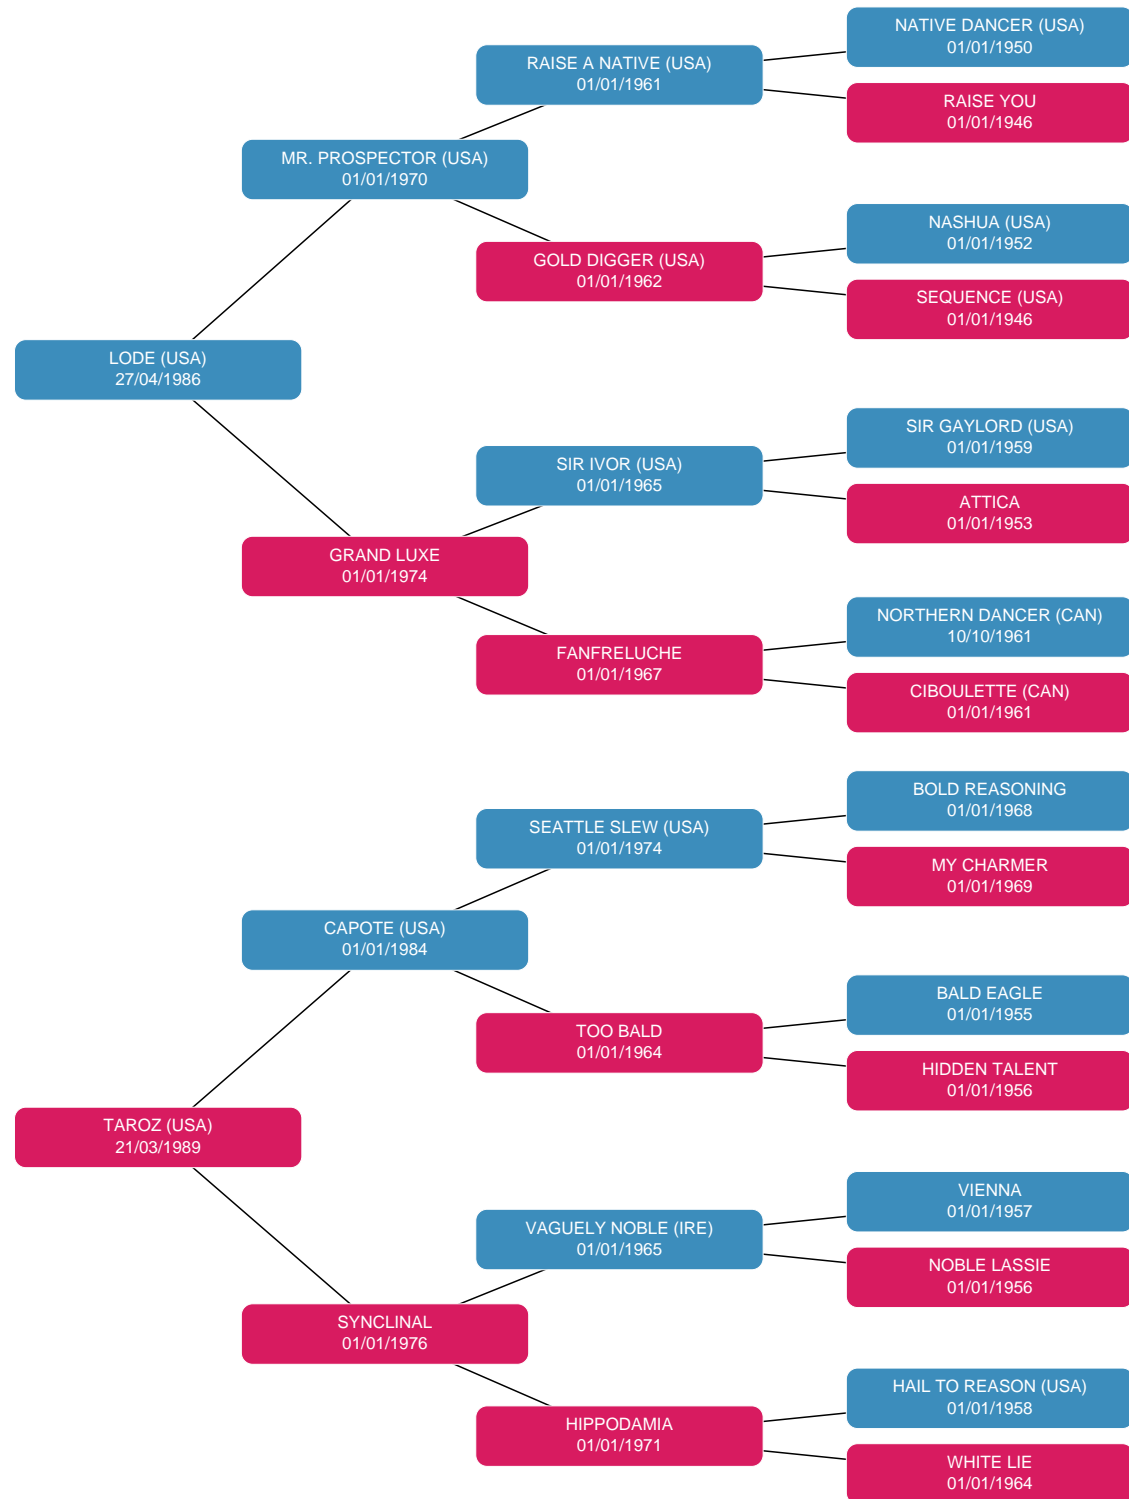 NATIVE DANCER (USA)
01/01/1950
RAISE A NATIVE (USA)
01/01/1961
RAISE YOU
01/01/1946
MR. PROSPECTOR (USA)
01/01/1970
NASHUA (USA)
01/01/1952
GOLD DIGGER (USA)
01/01/1962
SEQUENCE (USA)
01/01/1946
LODE (USA)
27/04/1986
SIR GAYLORD (USA)
01/01/1959
SIR IVOR (USA)
01/01/1965
ATTICA
01/01/1953
GRAND LUXE
01/01/1974
NORTHERN DANCER (CAN)
10/10/1961
FANFRELUCHE
01/01/1967
CIBOULETTE (CAN)
01/01/1961
BOLD REASONING
01/01/1968
SEATTLE SLEW (USA)
01/01/1974
MY CHARMER
01/01/1969
CAPOTE (USA)
01/01/1984
BALD EAGLE
01/01/1955
TOO BALD
01/01/1964
HIDDEN TALENT
01/01/1956
TAROZ (USA)
21/03/1989
VIENNA
01/01/1957
VAGUELY NOBLE (IRE)
01/01/1965
NOBLE LASSIE
01/01/1956
SYNCLINAL
01/01/1976
HAIL TO REASON (USA)
01/01/1958
HIPPODAMIA
01/01/1971
WHITE LIE
01/01/1964